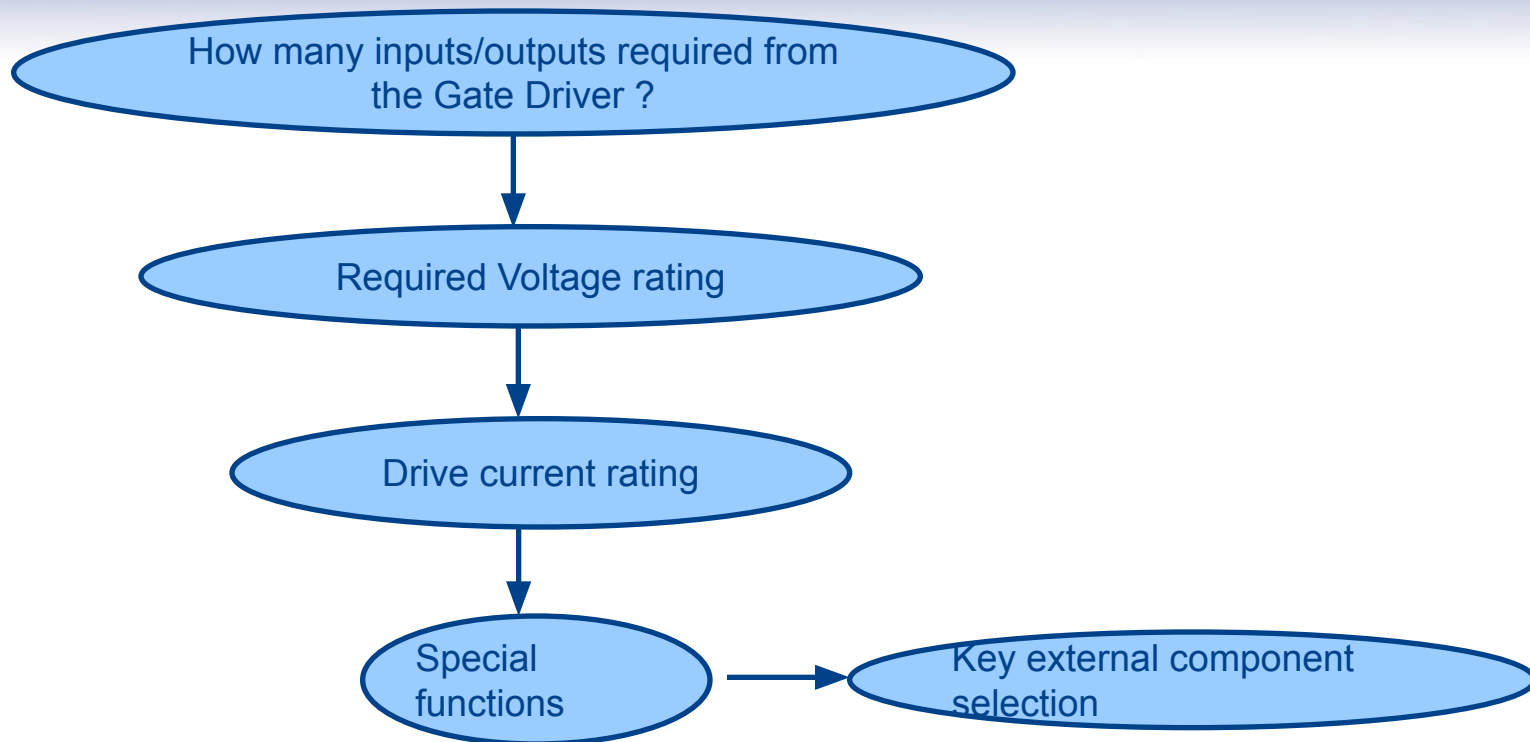 How many inputs/outputs required from
the Gate Driver ?
Required Voltage rating
Drive current rating
Special
functions
Key external component
selection